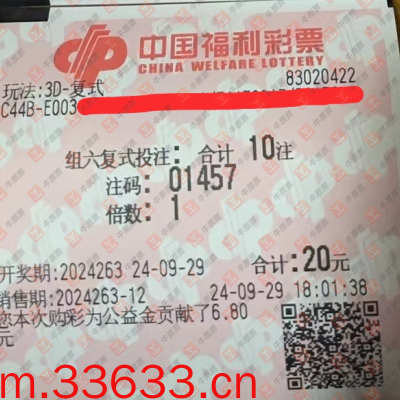 中国福利彩票
CHINA WELFARE LOTTERY
玩法:3D-复式
83020422
C44B-E003
组六复式投注: 合计 10注
注码: 01457
倍数: 1
开奖期:2024263 24-09-29 合计:20元
销售期:2024263-12 24-09-29 18:01:38
您本次购彩为公益金贡献了6.80
元
m.33633.cn